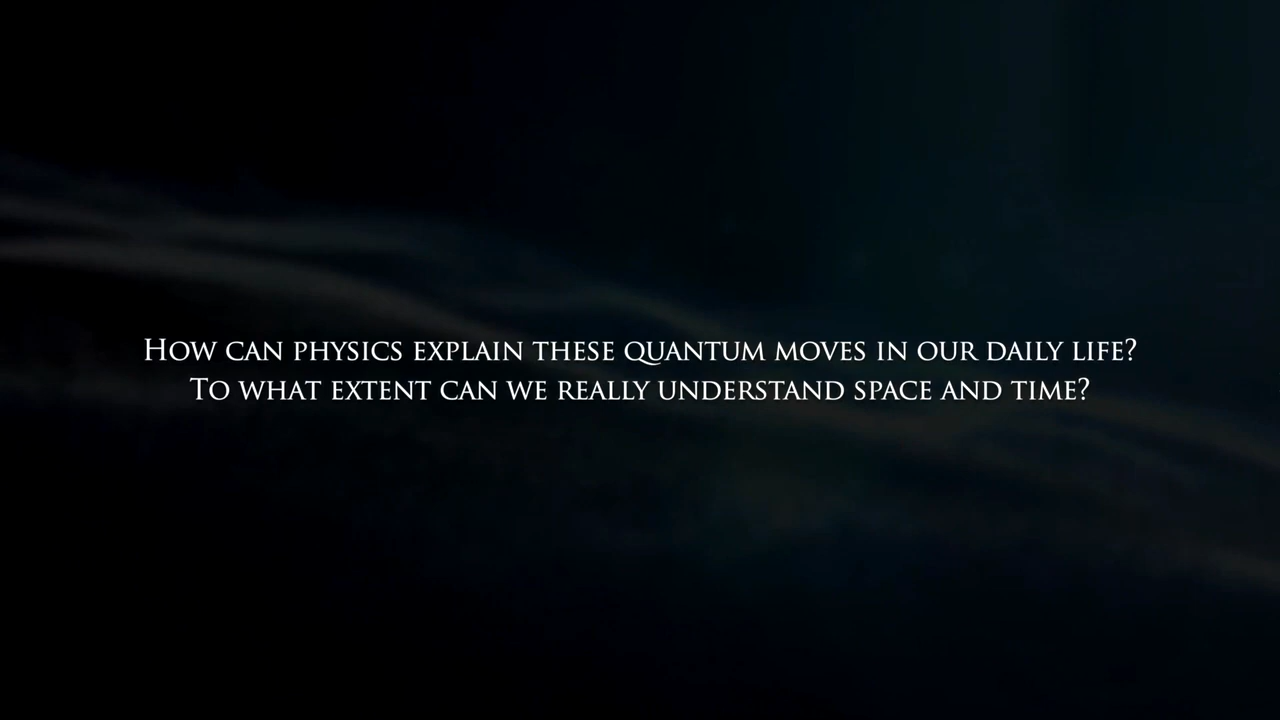 How can physics explain these quantum moves in our daily life?
To what extent can we really understand space and time?